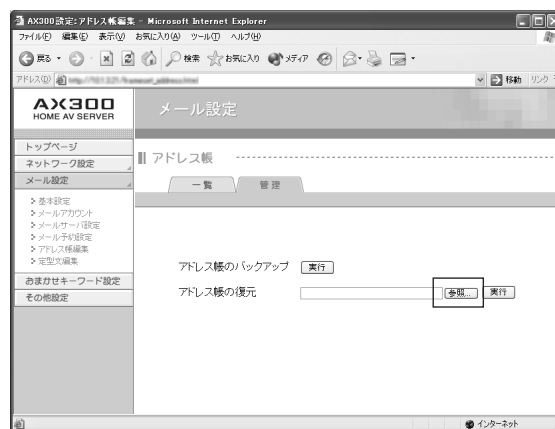 AX300設定:アドレス帳編集 - Microsoft Internet Explorer
ファイル(F) 編集(E) 表示(V) お気に入り(A) ツール(T) ヘルプ(H)
戻る 検索 お気に入り メディア
アドレス(D) 移動 リンク
AX300
HOME AV SERVER
メール設定
トップページ
ネットワーク設定
メール設定
基本設定
メールアカウント
メールサーバ設定
メール予約設定
アドレス帳編集
定型文編集
おまかせキーワード設定
その他設定
アドレス帳
一覧 管理
アドレス帳のバックアップ 実行
アドレス帳の復元 参照... 実行
インターネット